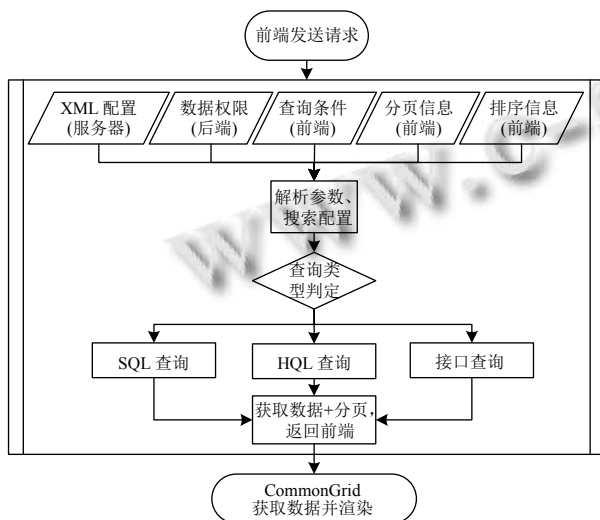 前端发送请求
XML 配置
(服务器)
数据权限
(后端)
查询条件
(前端)
分页信息
(前端)
排序信息
(前端)
解析参数、
搜索配置
查询类
型判定
SQL 查询
HQL 查询
接口查询
获取数据+分页,
返回前端
CommonGrid
获取数据并渲染
www.c-